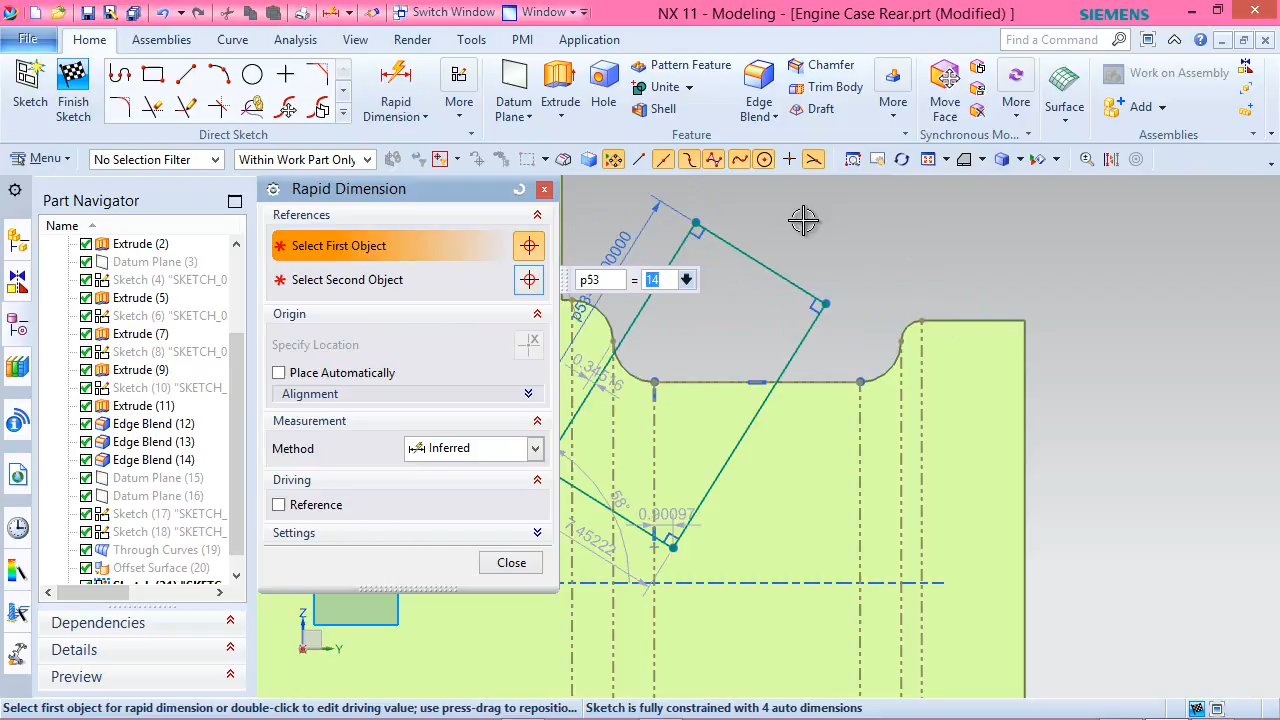 NX 11 - Modeling - [Engine Case Rear.prt (Modified) ]
SIEMENS
Switch Window
Window
File
Home
Assemblies
Curve
Analysis
View
Render
Tools
PMI
Application
Find a Command
Sketch
Finish
Sketch
Rapid
Dimension
More
Direct Sketch
Datum
Plane
Extrude
Hole
Pattern Feature
Unite
Shell
Edge
Blend
Chamfer
Trim Body
Draft
More
Feature
Move
Face
More
Synchronous Mo...
Surface
Work on Assembly
Add
Assemblies
Menu
No Selection Filter
Within Work Part Only
Part Navigator
Name
Extrude (2)
Datum Plane (3)
Sketch (4) "SKETCH_0
Extrude (5)
Sketch (6) "SKETCH_0
Extrude (7)
Sketch (8) "SKETCH_0
Extrude (9)
Sketch (10) "SKETCH_
Extrude (11)
Edge Blend (12)
Edge Blend (13)
Edge Blend (14)
Datum Plane (15)
Datum Plane (16)
Sketch (17) "SKETCH_
Sketch (18) "SKETCH_
Through Curves (19)
Offset Surface (20)
Dependencies
Details
Preview
Rapid Dimension
References
Select First Object
Select Second Object
Origin
Specify Location
Place Automatically
Alignment
Measurement
Method
Inferred
Driving
Reference
Settings
Close
p53
=
14
58°
0.90097
Z
Y
Select first object for rapid dimension or double-click to edit driving value; use press-drag to repositio...
Sketch is fully constrained with 4 auto dimensions